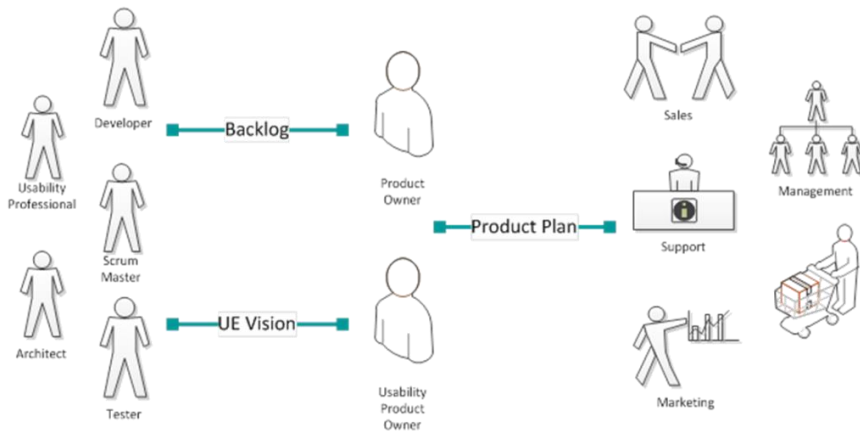 Developer
Usability
Professional
Scrum
Master
Architect
Tester
Backlog
UE Vision
Product
Owner
Usability
Product
Owner
Product Plan
Sales
Management
Support
i
Marketing